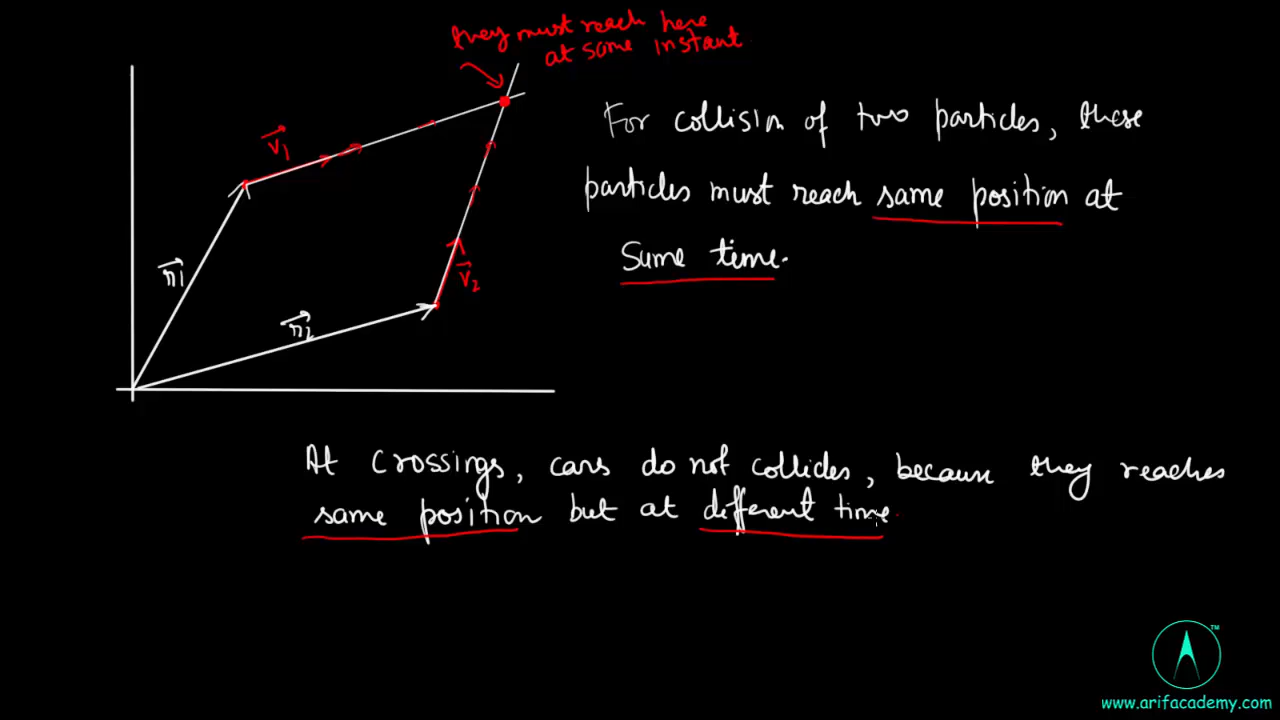 they must reach here
at same instant
For collision of two particles, these
particles must reach same position at
Same time.
v₁
r₁
v₂
r₂
At crossings, cars do not collides, because they reaches
same position but at different time
TM
www.arifacademy.com